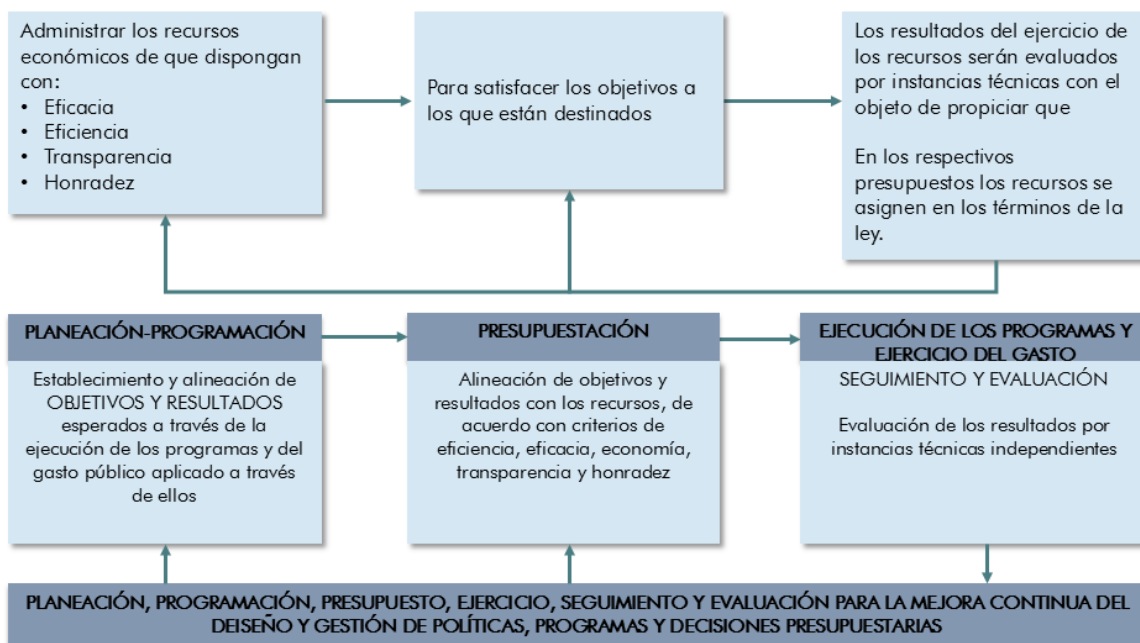 Administrar los recursos
económicos de que dispongan
con:
• Eficacia
• Eficiencia
• Transparencia
• Honradez
Para satisfacer los objetivos a
los que están destinados
Los resultados del ejercicio de
los recursos serán evaluados
por instancias técnicas con el
objeto de propiciar que
En los respectivos
presupuestos los recursos se
asignen en los términos de la
ley.
PLANEACIÓN-PROGRAMACIÓN
Establecimiento y alineación de
OBJETIVOS Y RESULTADOS
esperados a través de la
ejecución de los programas y del
gasto público aplicado a través
de ellos
PRESUPUESTACIÓN
Alineación de objetivos y
resultados con los recursos, de
acuerdo con criterios de
eficiencia, eficacia, economía,
transparencia y honradez
EJECUCIÓN DE LOS PROGRAMAS Y
EJERCICIO DEL GASTO
SEGUIMIENTO Y EVALUACIÓN
Evaluación de los resultados por
instancias técnicas independientes
PLANEACIÓN, PROGRAMACIÓN, PRESUPUESTO, EJERCICIO, SEGUIMIENTO Y EVALUACIÓN PARA LA MEJORA CONTINUA DEL
DEISEÑO Y GESTIÓN DE POLÍTICAS, PROGRAMAS Y DECISIONES PRESUPUESTARIAS